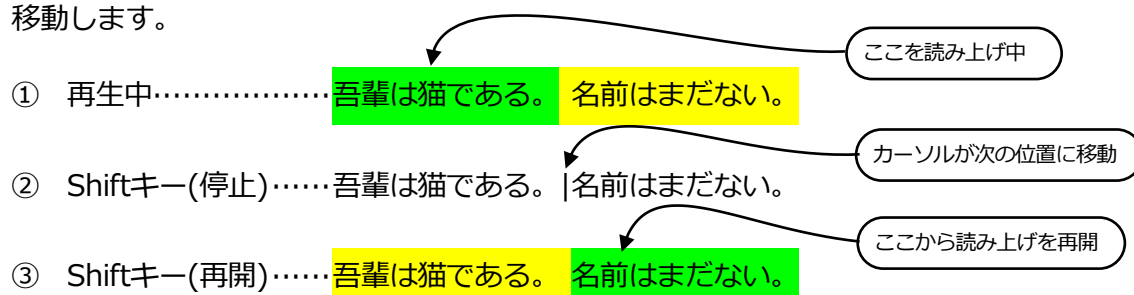 移動します。
ここを読み上げ中
① 再生中………………吾輩は猫である。 名前はまだない。
カーソルが次の位置に移動
② Shiftキー(停止)……吾輩は猫である。|名前はまだない。
ここから読み上げを再開
③ Shiftキー(再開)……吾輩は猫である。 名前はまだない。